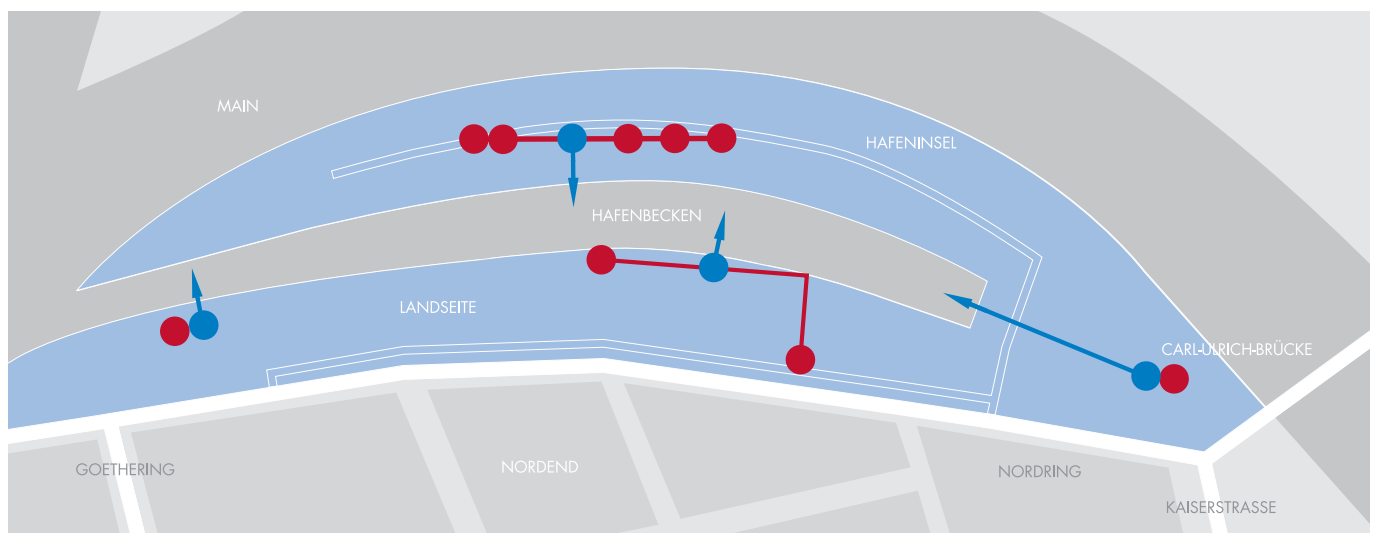 MAIN
HAFENINSEL
HAFENBECKEN
LANDSEITE
CARL-ULRICH-BRÜCKE
GOETHERING
NORDEND
NORDRING
KAISERSTRASSE